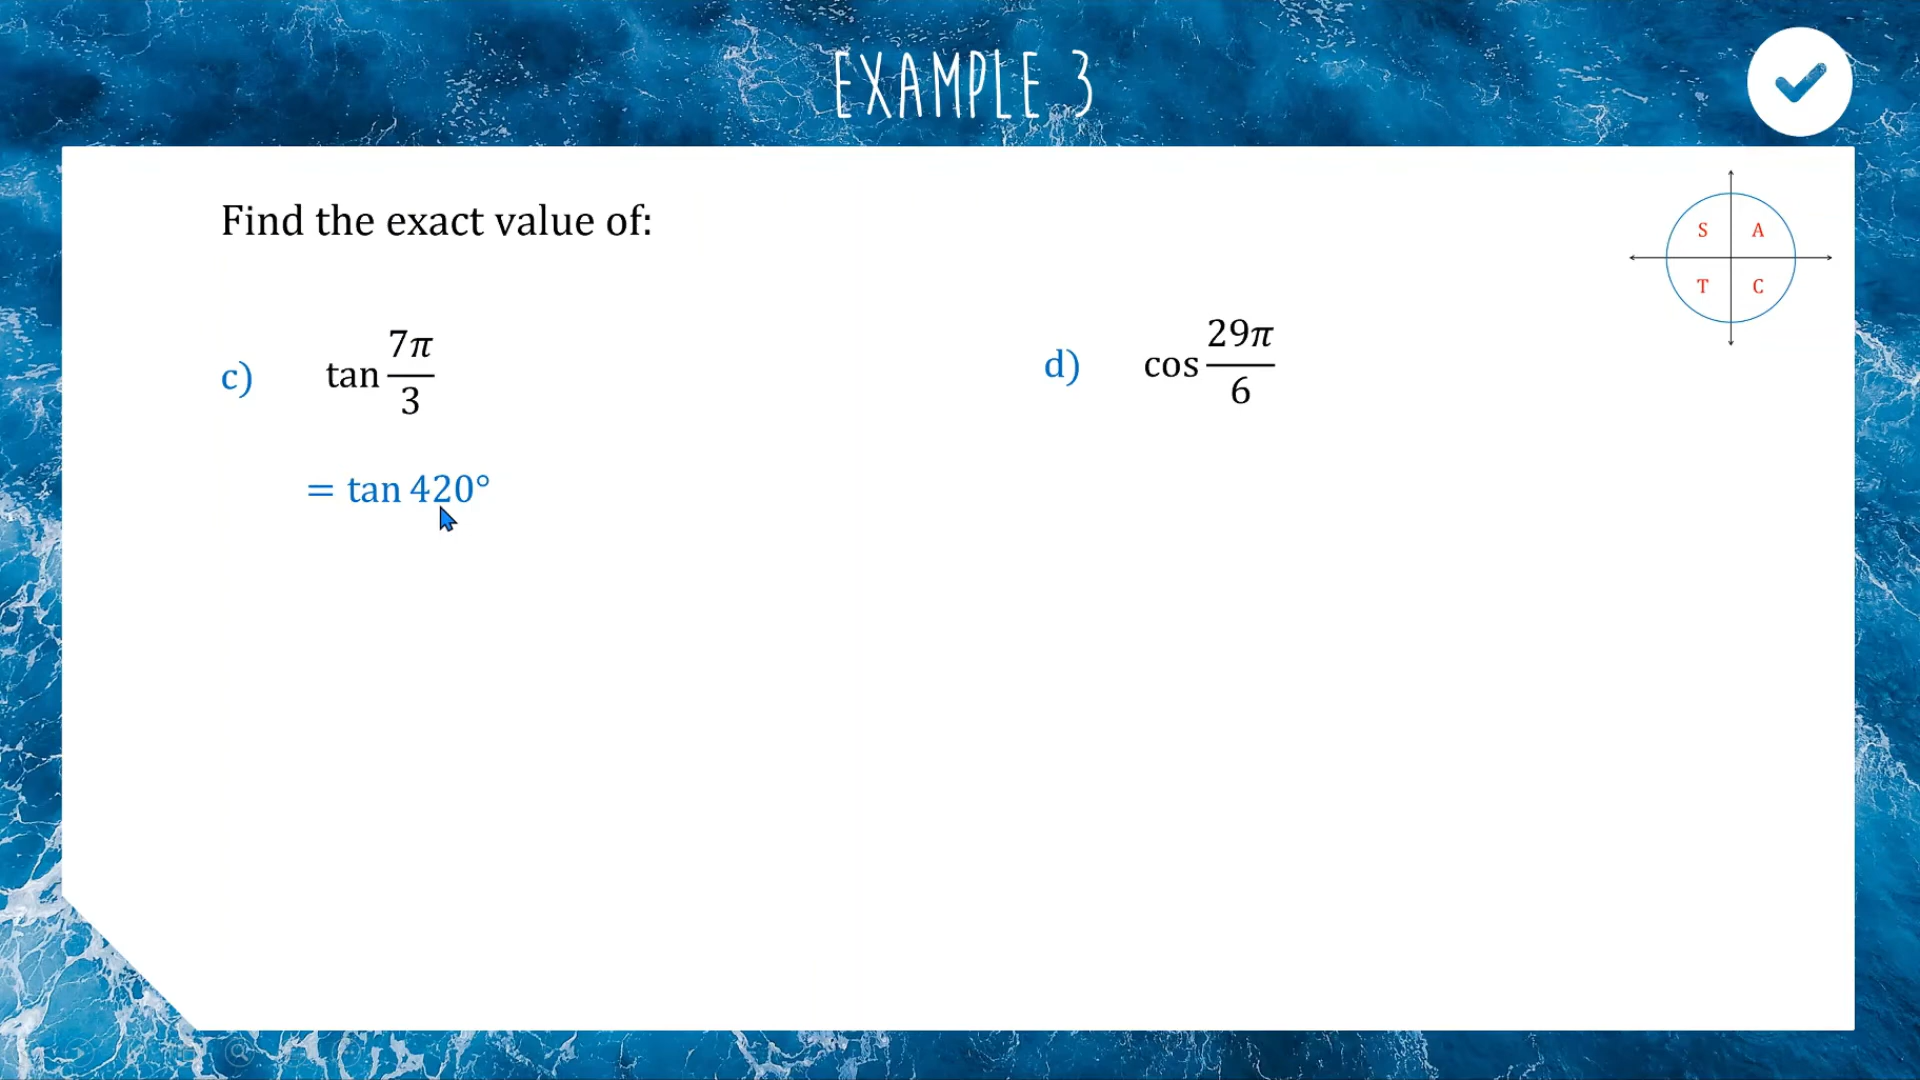 EXAMPLE 3
Find the exact value of:
S A
T C
c) tan 7π/3
d) cos 29π/6
= tan 420°